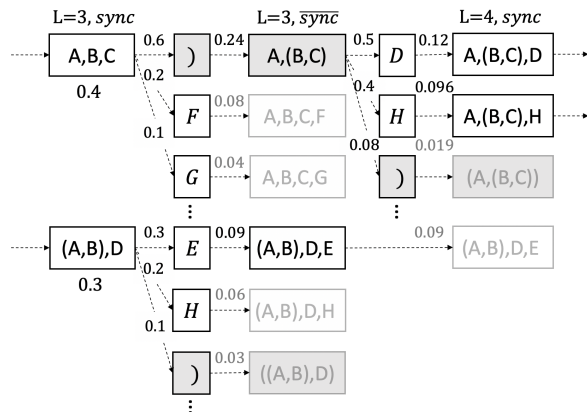 L=3, sync L=3, sync L=4, sync
A,B,C 0.6 ) 0.24 A,(B,C) 0.5 D 0.12 A,(B,C),D
0.4 0.2 F 0.08 A,B,C,F 0.4 H 0.096 A,(B,C),H
0.1 G 0.04 A,B,C,G 0.08 ) 0.019 (A,(B,C))
⋮ ⋮
(A,B),D 0.3 E 0.09 (A,B),D,E 0.09 (A,B),D,E
0.3 0.2 H 0.06 (A,B),D,H
0.1 ) 0.03 ((A,B),D)
⋮